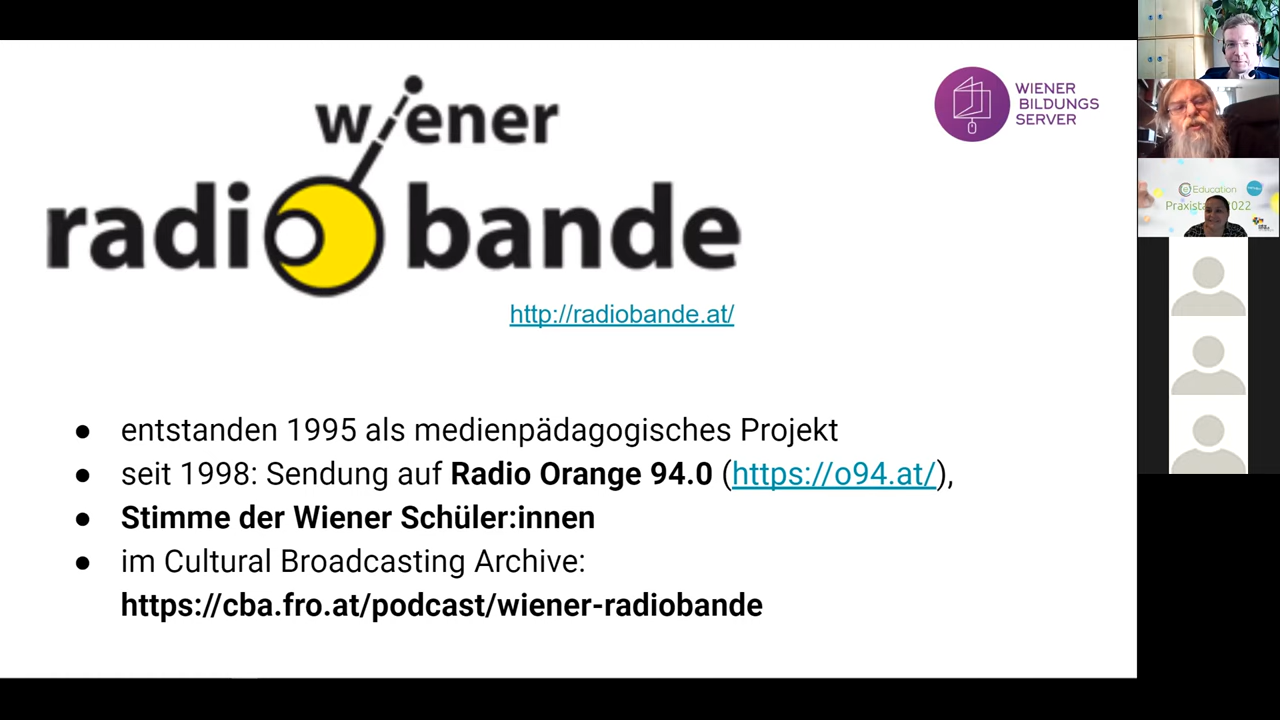 wiener
radio bande
WIENER
BILDUNGS
SERVER
http://radiobande.at/
● entstanden 1995 als medienpädagogisches Projekt
● seit 1998: Sendung auf Radio Orange 94.0 (https://o94.at/),
● Stimme der Wiener Schüler:innen
● im Cultural Broadcasting Archive:
https://cba.fro.at/podcast/wiener-radiobande
Education
2022